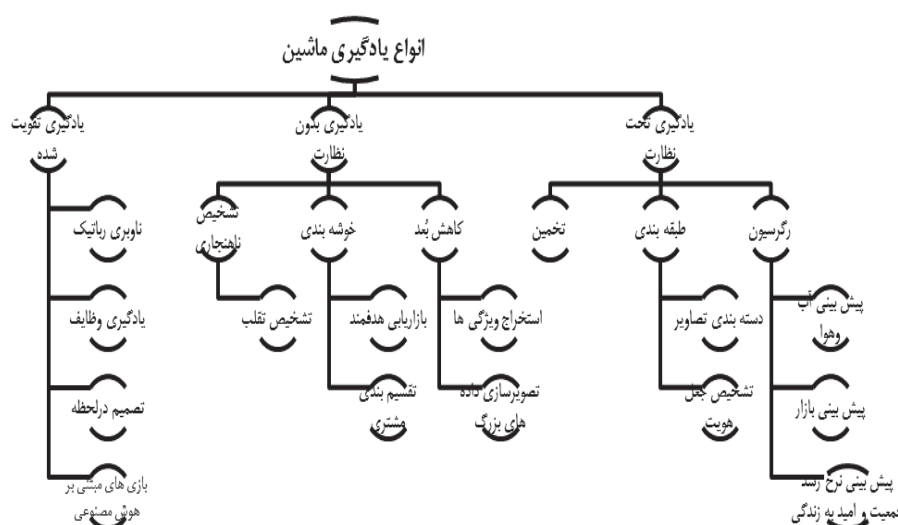 انواع یادگیری ماشین
یادگیری تحت
نظارت
رگرسیون
پیش بینی آب
وهوا
پیش بینی بازار
پیش بینی نرخ رشد
جمعیت و امید به زندگی
طبقه بندی
دسته بندی تصاویر
تشخیص جعل
هویت
تخمین
یادگیری بدون
نظارت
کاهش بُعد
استخراج ویژگی ها
تصویرسازی داده
های بزرگ
خوشه بندی
بازاریابی هدفمند
تقسیم بندی
مشتری
تشخیص
ناهنجاری
تشخیص تقلب
یادگیری تقویت
شده
ناوبری رباتیک
یادگیری وظایف
تصمیم درلحظه
بازی های مبتنی بر
هوش مصنوعی